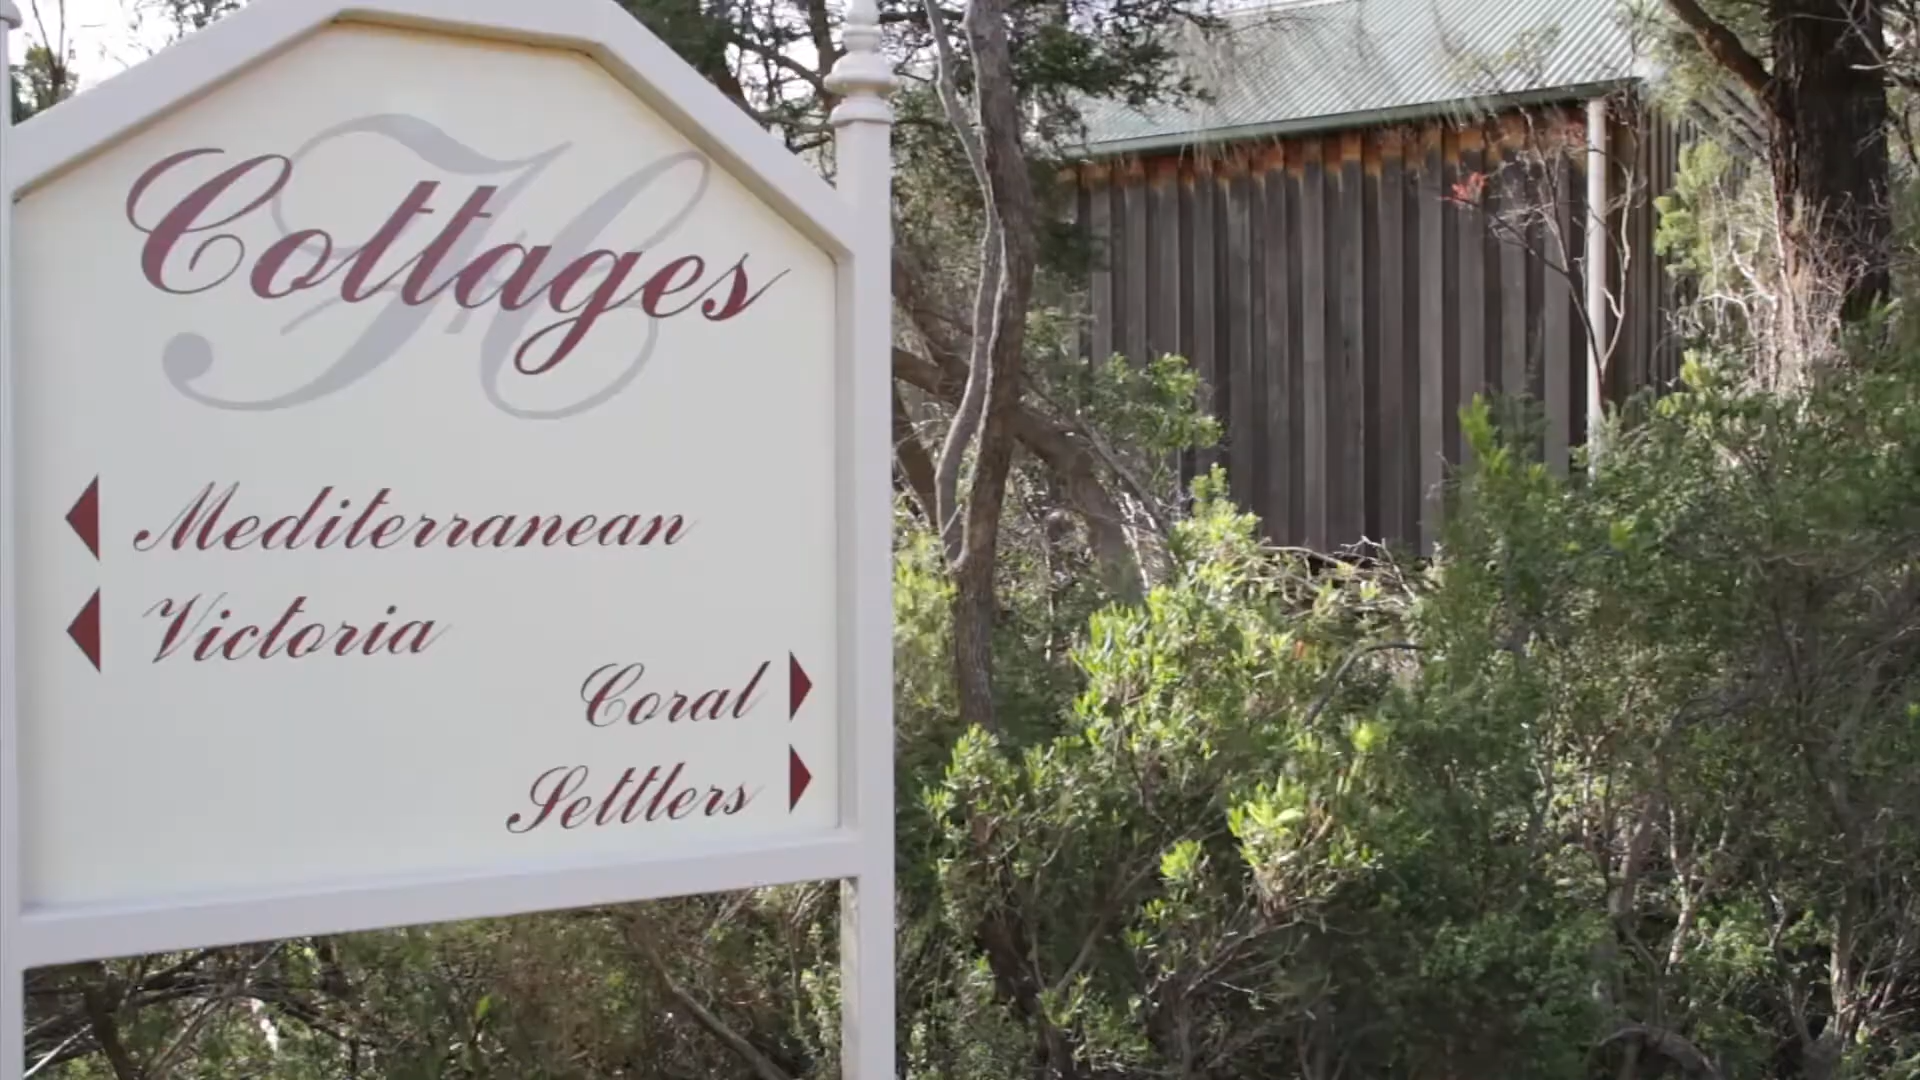 H
Cottages
Mediterranean
Victoria
Coral
Settlers